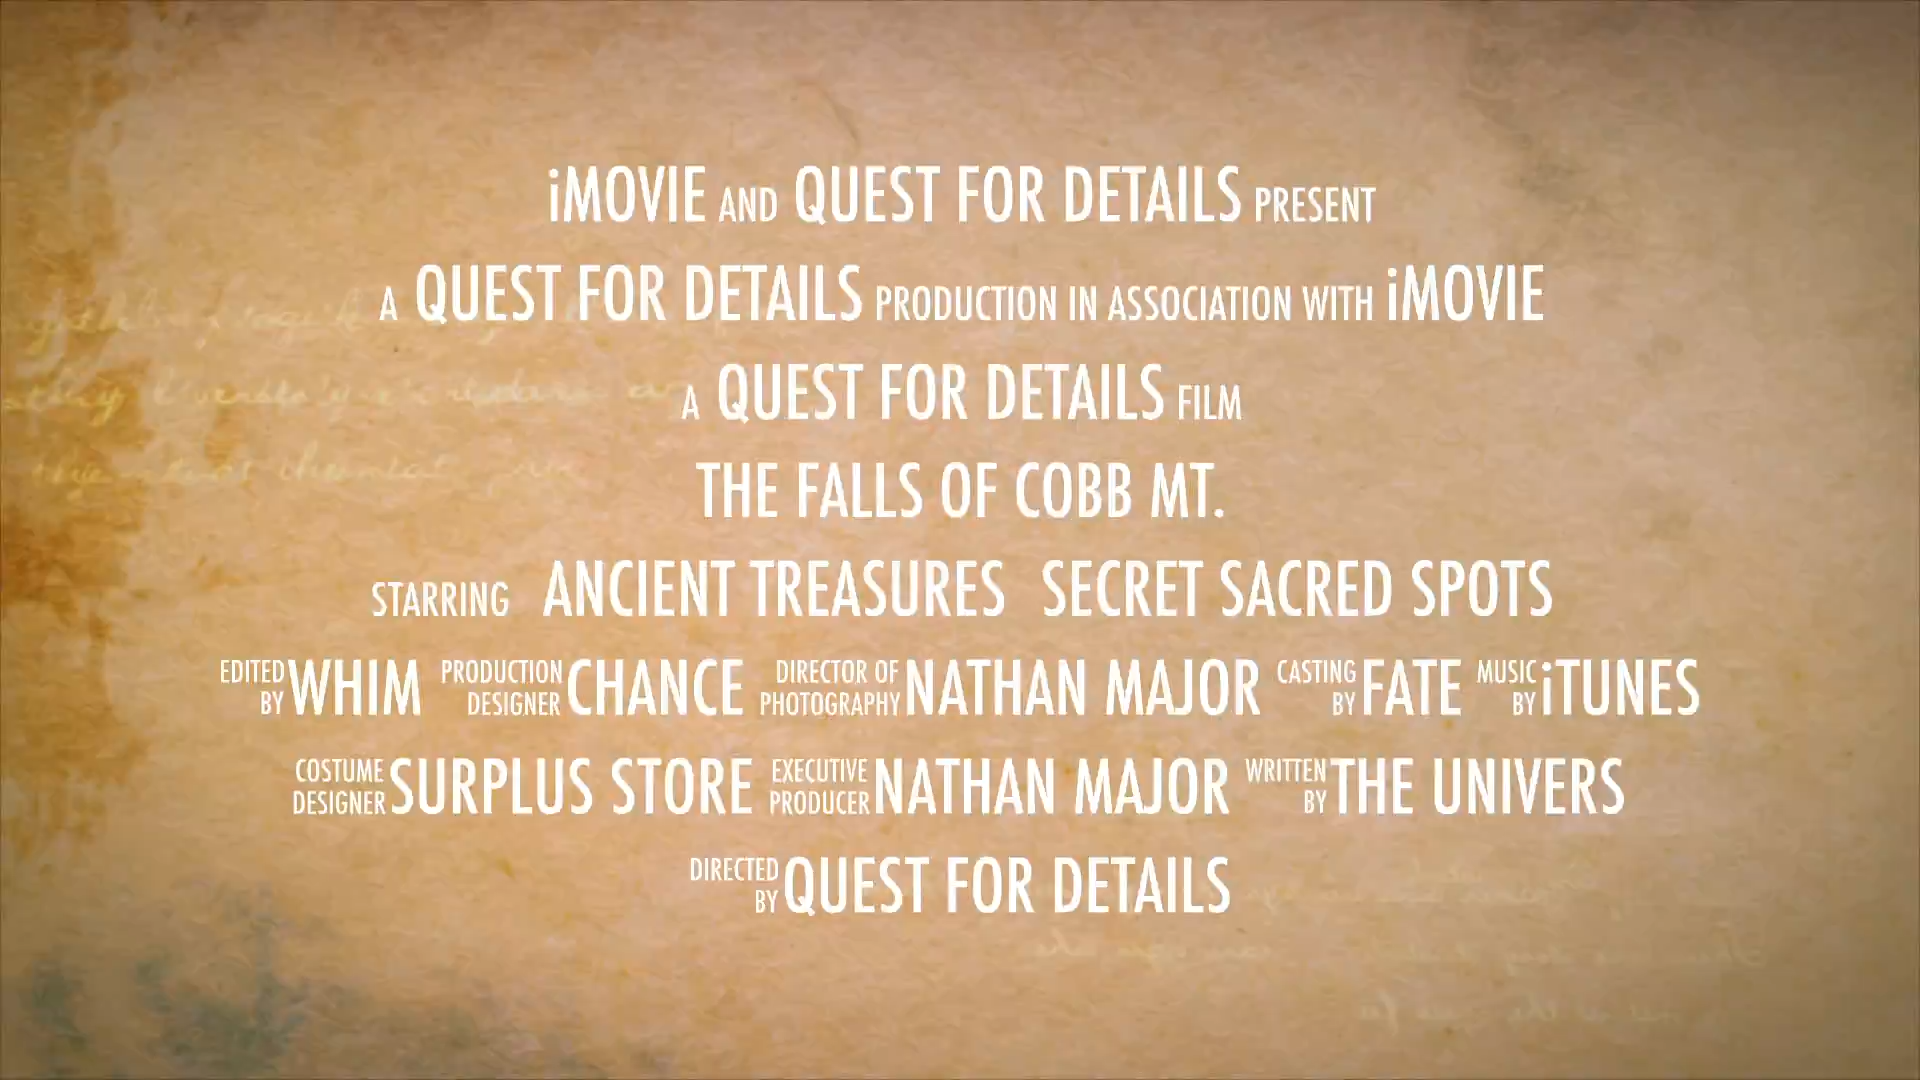 iMOVIE AND QUEST FOR DETAILS PRESENT
A QUEST FOR DETAILS PRODUCTION IN ASSOCIATION WITH iMOVIE
A QUEST FOR DETAILS FILM
THE FALLS OF COBB MT.
STARRING ANCIENT TREASURES SECRET SACRED SPOTS
EDITED BY WHIM PRODUCTION DESIGNER CHANCE DIRECTOR OF PHOTOGRAPHY NATHAN MAJOR CASTING BY FATE MUSIC BY iTUNES
COSTUME DESIGNER SURPLUS STORE EXECUTIVE PRODUCER NATHAN MAJOR WRITTEN BY THE UNIVERS
DIRECTED BY QUEST FOR DETAILS